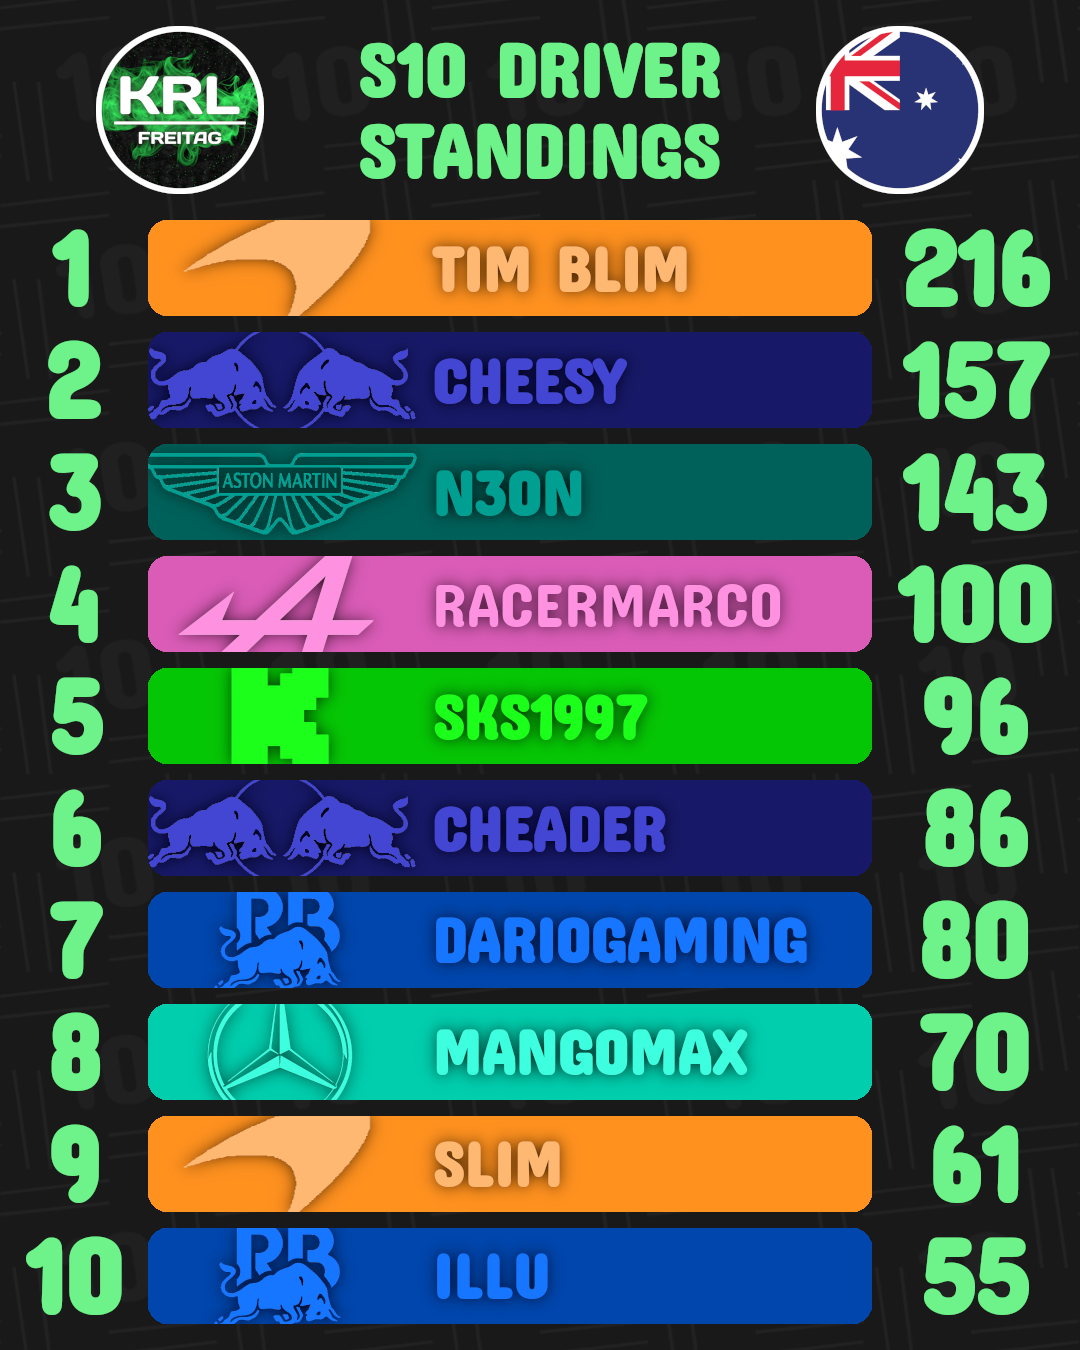 KRL
FREITAG
S10 DRIVER
STANDINGS
1 TIM BLIM 216
2 CHEESY 157
3 ASTON MARTIN N3ON 143
4 RACERMARCO 100
5 SKS1997 96
6 CHEADER 86
7 RB DARIOGAMING 80
8 MANGOMAX 70
9 SLIM 61
10 RB ILLU 55